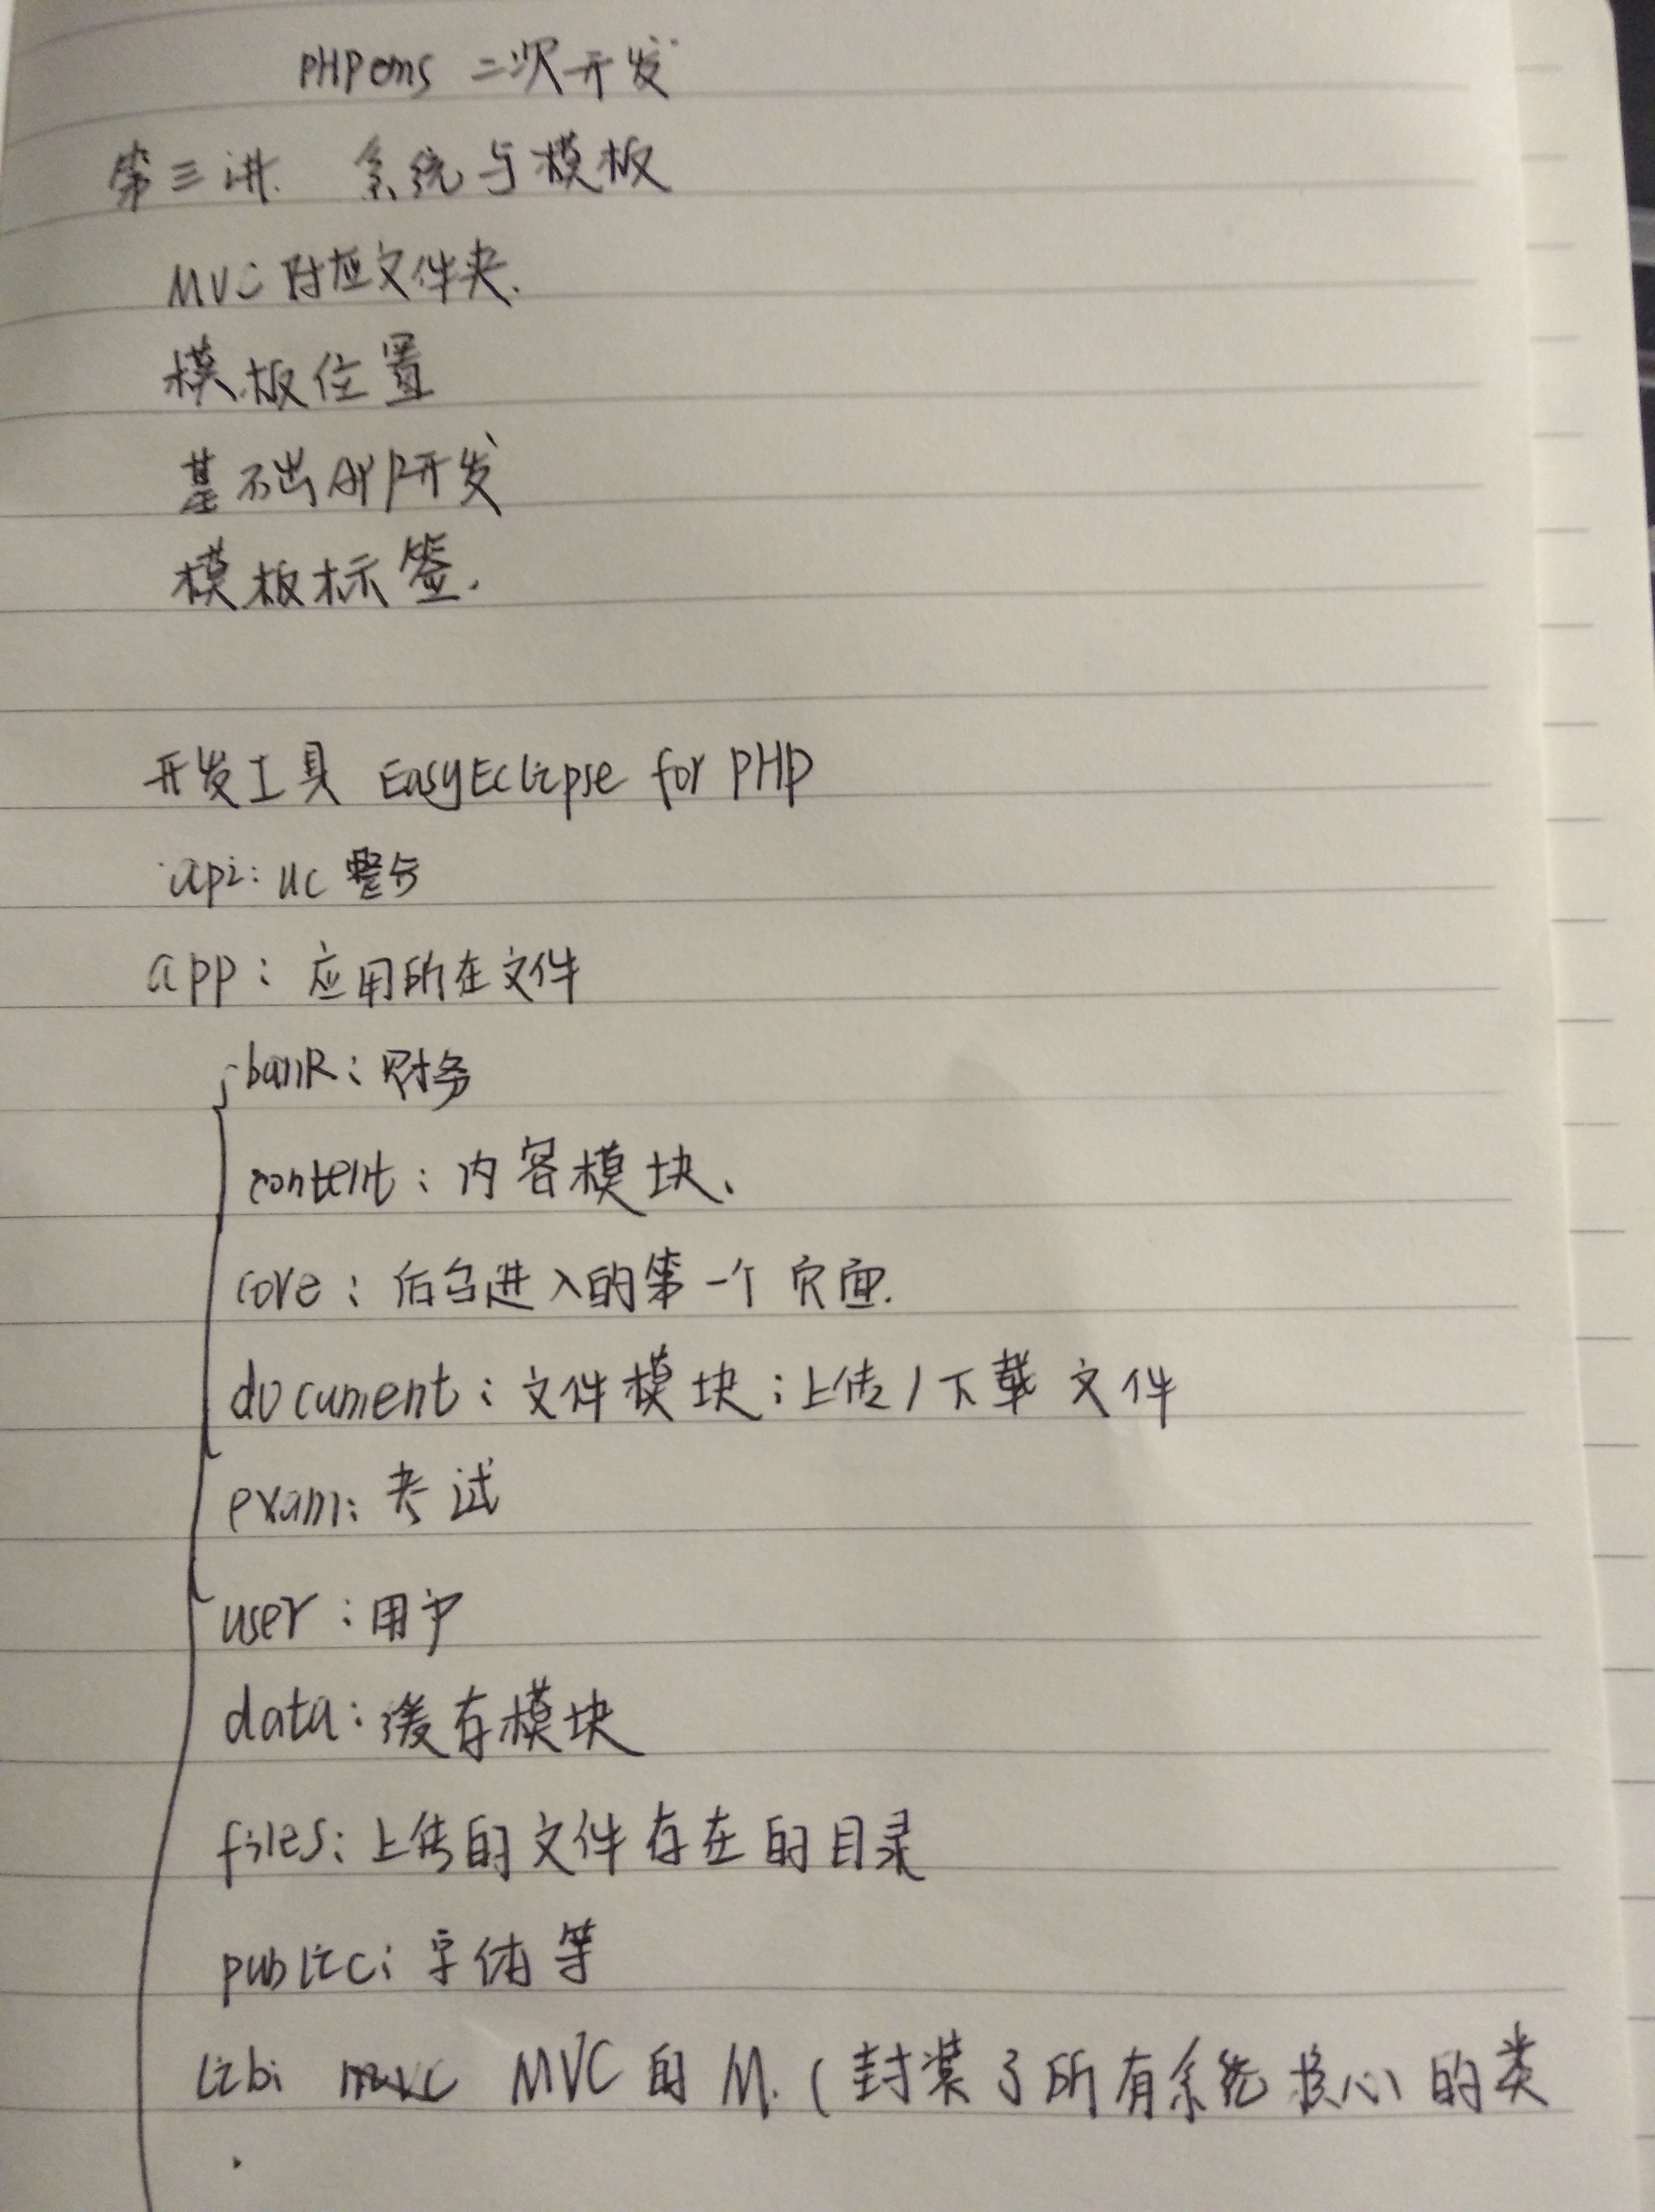 PHPems 二次开发
第三讲. 系统与模板
MVC 对应文件夹.
模板位置
基础APP开发
模板标签.
开发工具 EasyEclipse for PHP
api: uc 整合
app: 应用所在文件
bank: 财务
content: 内容模块、
core: 后台进入的第一个页面.
document: 文件模块; 上传/下载文件
exam: 考试
user: 用户
data: 缓存模块
files: 上传的文件存在的目录
public: 字体等
lib: MVC 的 M. (封装了所有系统核心的类